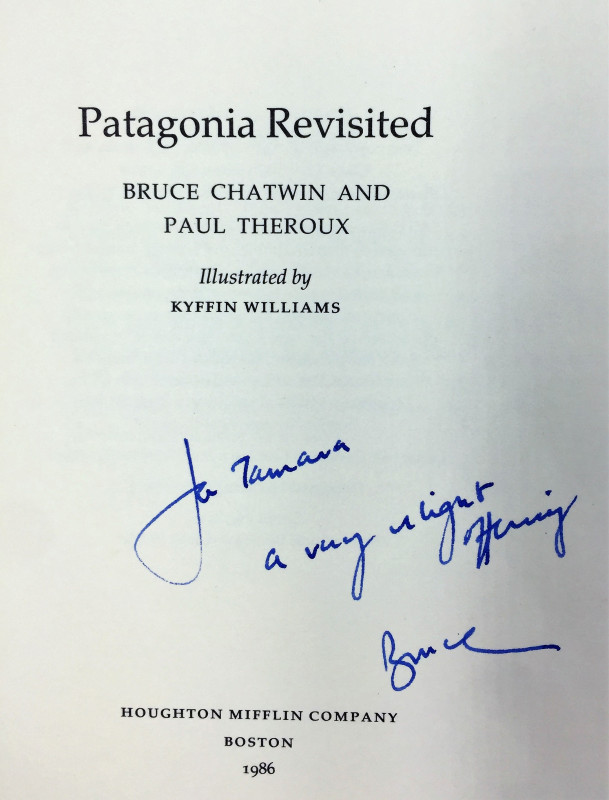 Patagonia Revisited
BRUCE CHATWIN AND
PAUL THEROUX
Illustrated by
KYFFIN WILLIAMS
for Tamara
a very slight
offering
Bruce
HOUGHTON MIFFLIN COMPANY
BOSTON
1986